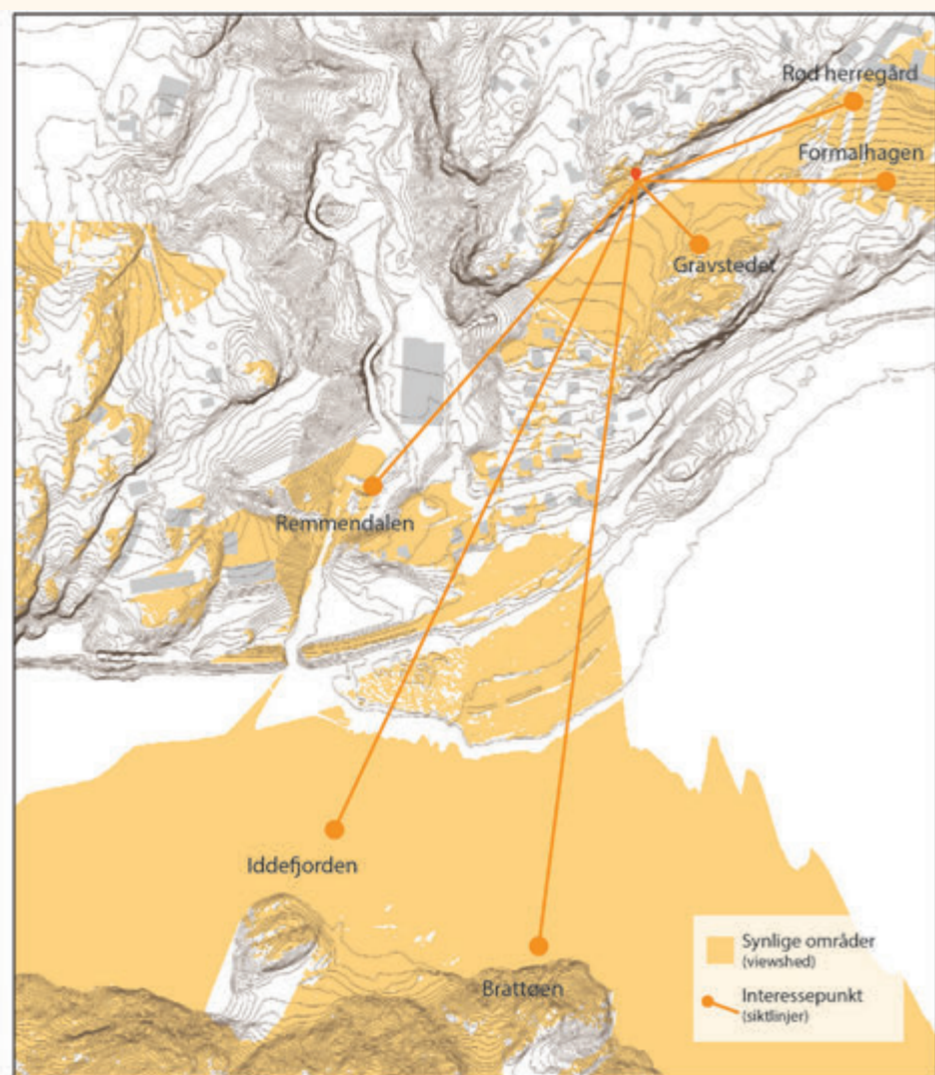 Rød herregård
Formalhagen
Gravstedet
Remmendalen
Iddefjorden
Brattøen
Synlige områder
(viewshed)
Interessepunkt
(siktlinjer)